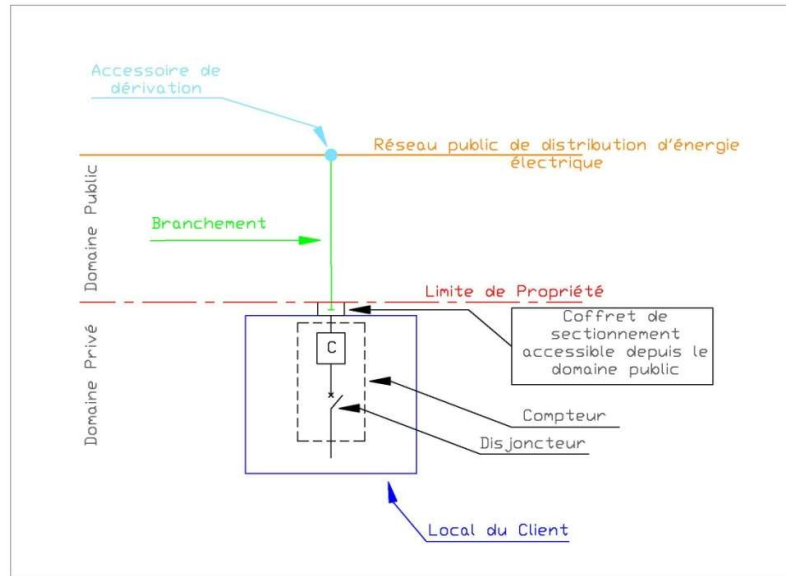 Accessoire de
dérivation
Réseau public de distribution d'énergie
électrique
Domaine Public
Branchement
Limite de Propriété
Coffret de
sectionnement
accessible depuis le
domaine public
Domaine Privé
C
Compteur
Disjoncteur
Local du Client